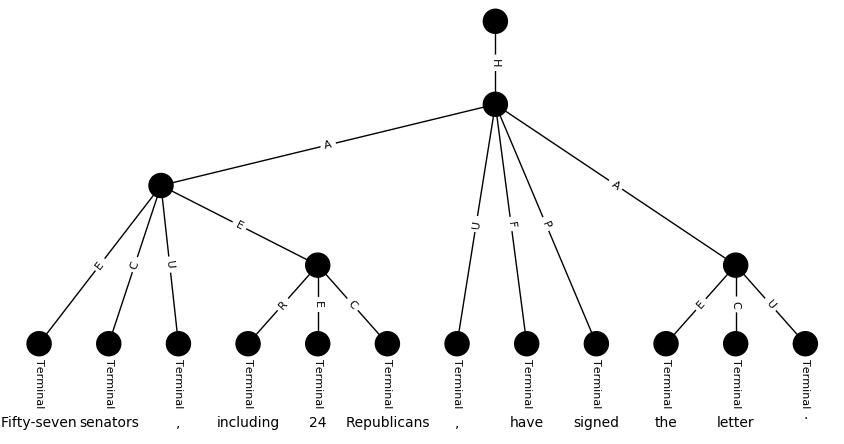 H
A
A
E
U
F
P
E
C
U
R
E
C
E
C
U
Terminal Terminal Terminal Terminal Terminal Terminal Terminal Terminal Terminal Terminal Terminal Terminal
Fifty-seven senators , including 24 Republicans , have signed the letter .